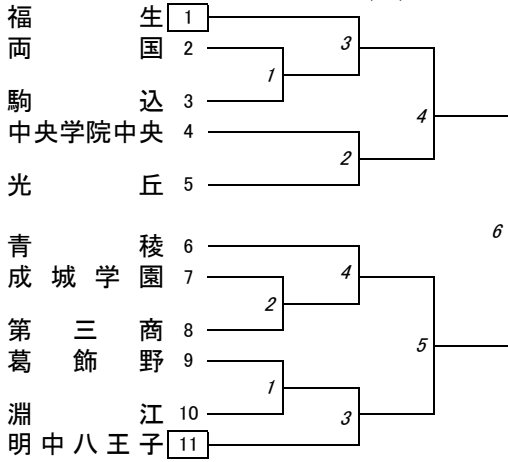 福生 1
両国 2
3
1
駒込 3
4
中央学院中央 4
2
光丘 5
6
青稜 6
成城学園 7
4
2
第三商 8
5
葛飾野 9
1
淵江 10
3
明中八王子 11